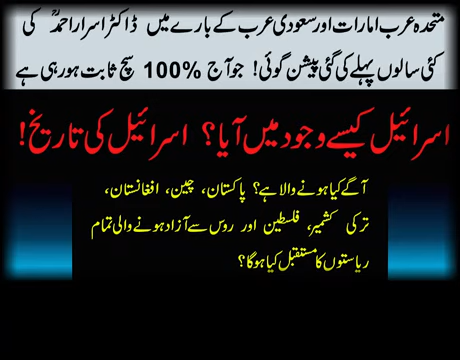 متحدہ عرب امارات اور سعودی عرب کے بارے میں ڈاکٹر اسرار احمدؒ کی
کئی سالوں پہلے کی گئی پیشن گوئی! جو آج 100% سچ ثابت ہو رہی ہے
اسرائیل کیسے وجود میں آیا؟ اسرائیل کی تاریخ!
آگے کیا ہونے والا ہے؟ پاکستان، چین، افغانستان،
ترکی کشمیر، فلسطین اور روس سے آزاد ہونے والی تمام
ریاستوں کا مستقبل کیا ہوگا؟